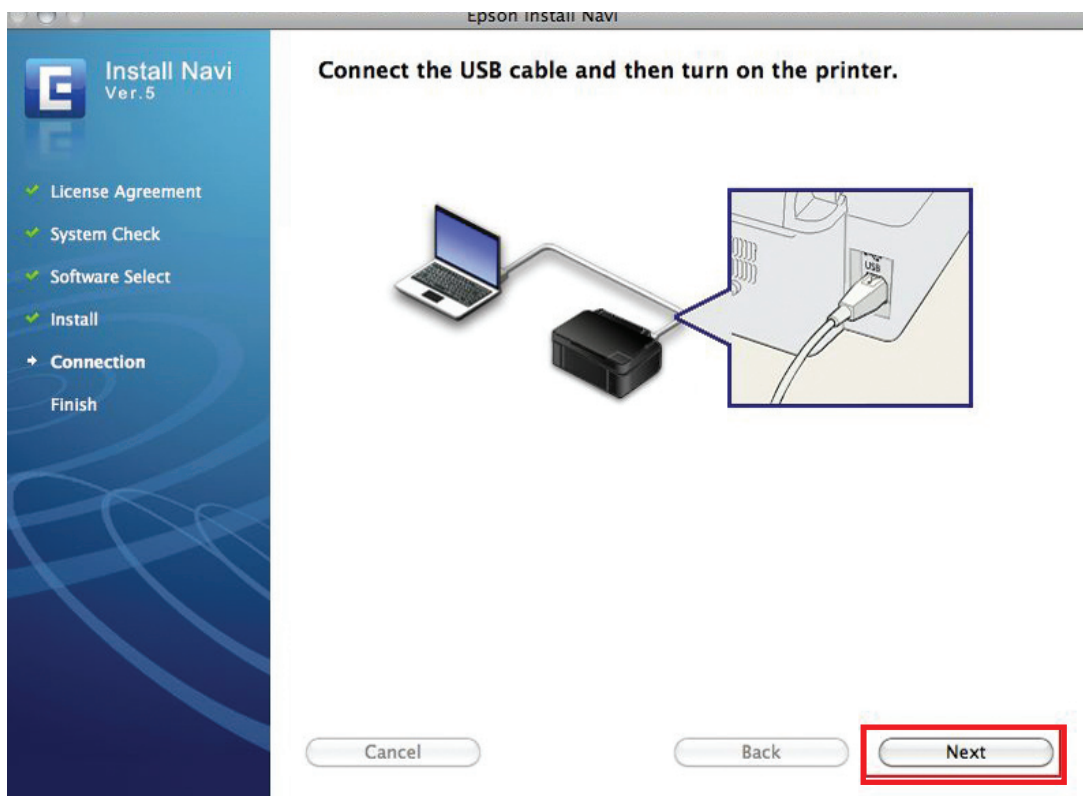 Epson Install Navi
Install Navi
Ver.5
License Agreement
System Check
Software Select
Install
Connection
Finish
Connect the USB cable and then turn on the printer.
USB
Cancel
Back
Next